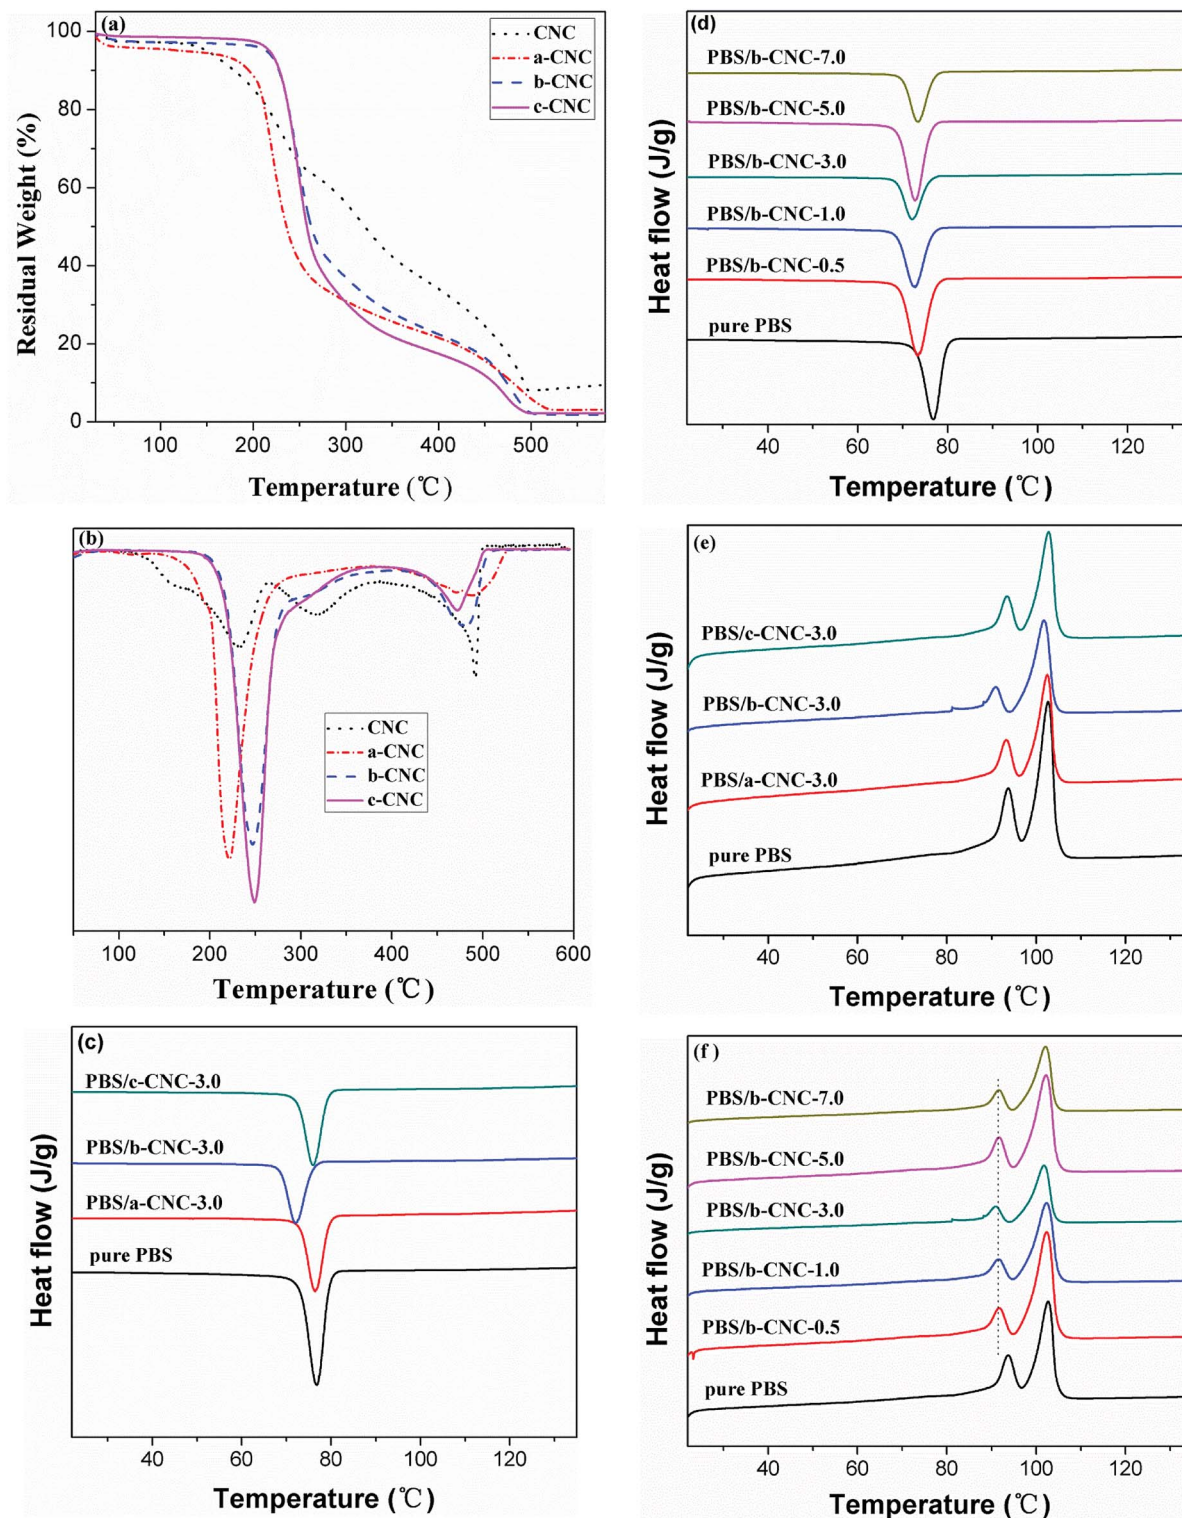 (a)
CNC
a-CNC
b-CNC
c-CNC
100
80
60
40
20
0
Residual Weight (%)
100 200 300 400 500
Temperature (℃)
(b)
CNC
a-CNC
b-CNC
c-CNC
100 200 300 400 500 600
Temperature (℃)
(c)
PBS/c-CNC-3.0
PBS/b-CNC-3.0
PBS/a-CNC-3.0
pure PBS
Heat flow (J/g)
40 60 80 100 120
Temperature (℃)
(d)
PBS/b-CNC-7.0
PBS/b-CNC-5.0
PBS/b-CNC-3.0
PBS/b-CNC-1.0
PBS/b-CNC-0.5
pure PBS
Heat flow (J/g)
40 60 80 100 120
Temperature (℃)
(e)
PBS/c-CNC-3.0
PBS/b-CNC-3.0
PBS/a-CNC-3.0
pure PBS
Heat flow (J/g)
40 60 80 100 120
Temperature (℃)
(f)
PBS/b-CNC-7.0
PBS/b-CNC-5.0
PBS/b-CNC-3.0
PBS/b-CNC-1.0
PBS/b-CNC-0.5
pure PBS
Heat flow (J/g)
40 60 80 100 120
Temperature (℃)